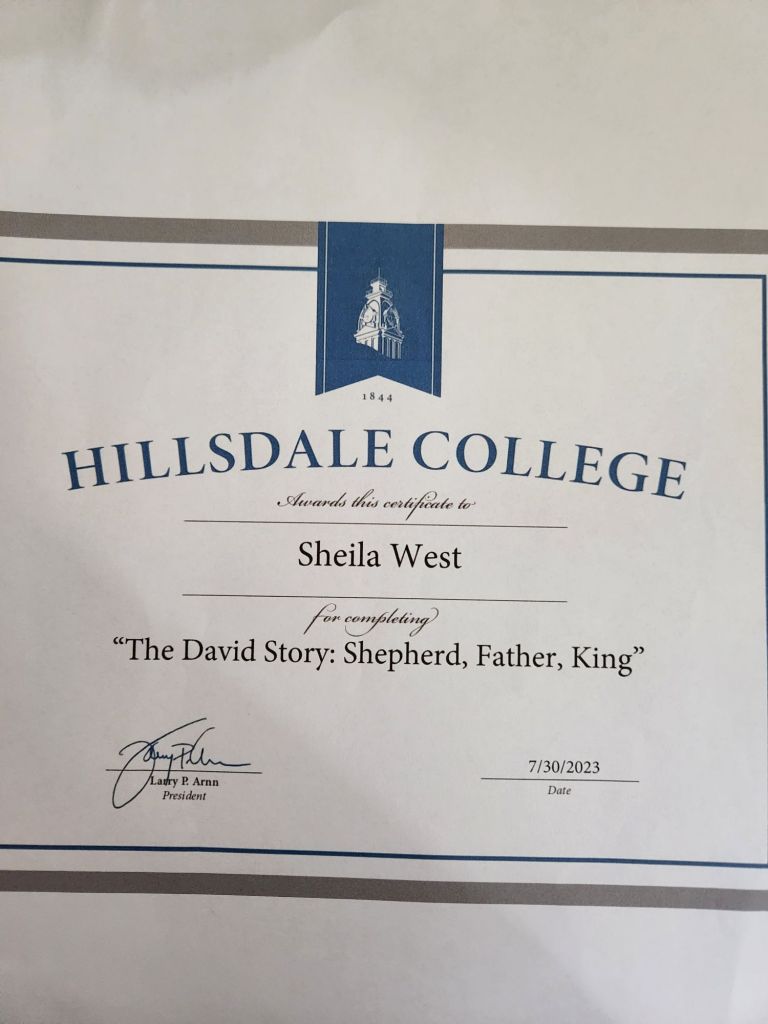 1844
HILLSDALE COLLEGE
Awards this certificate to
Sheila West
for completing
“The David Story: Shepherd, Father, King”
Larry P. Arnn
President
7/30/2023
Date